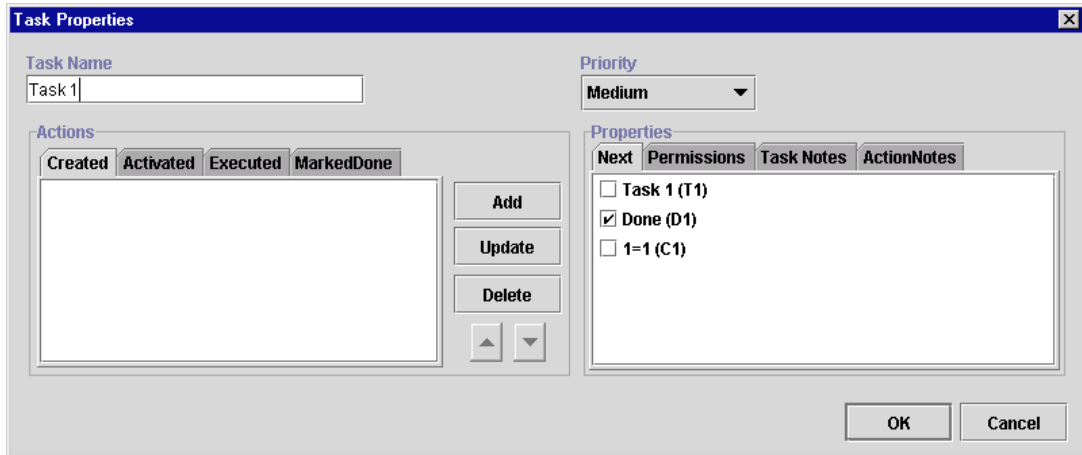 Task Properties
Task Name
Task 1
Priority
Medium
Actions
Created Activated Executed MarkedDone
Add
Update
Delete
Properties
Next Permissions Task Notes ActionNotes
Task 1 (T1)
Done (D1)
1=1 (C1)
OK Cancel